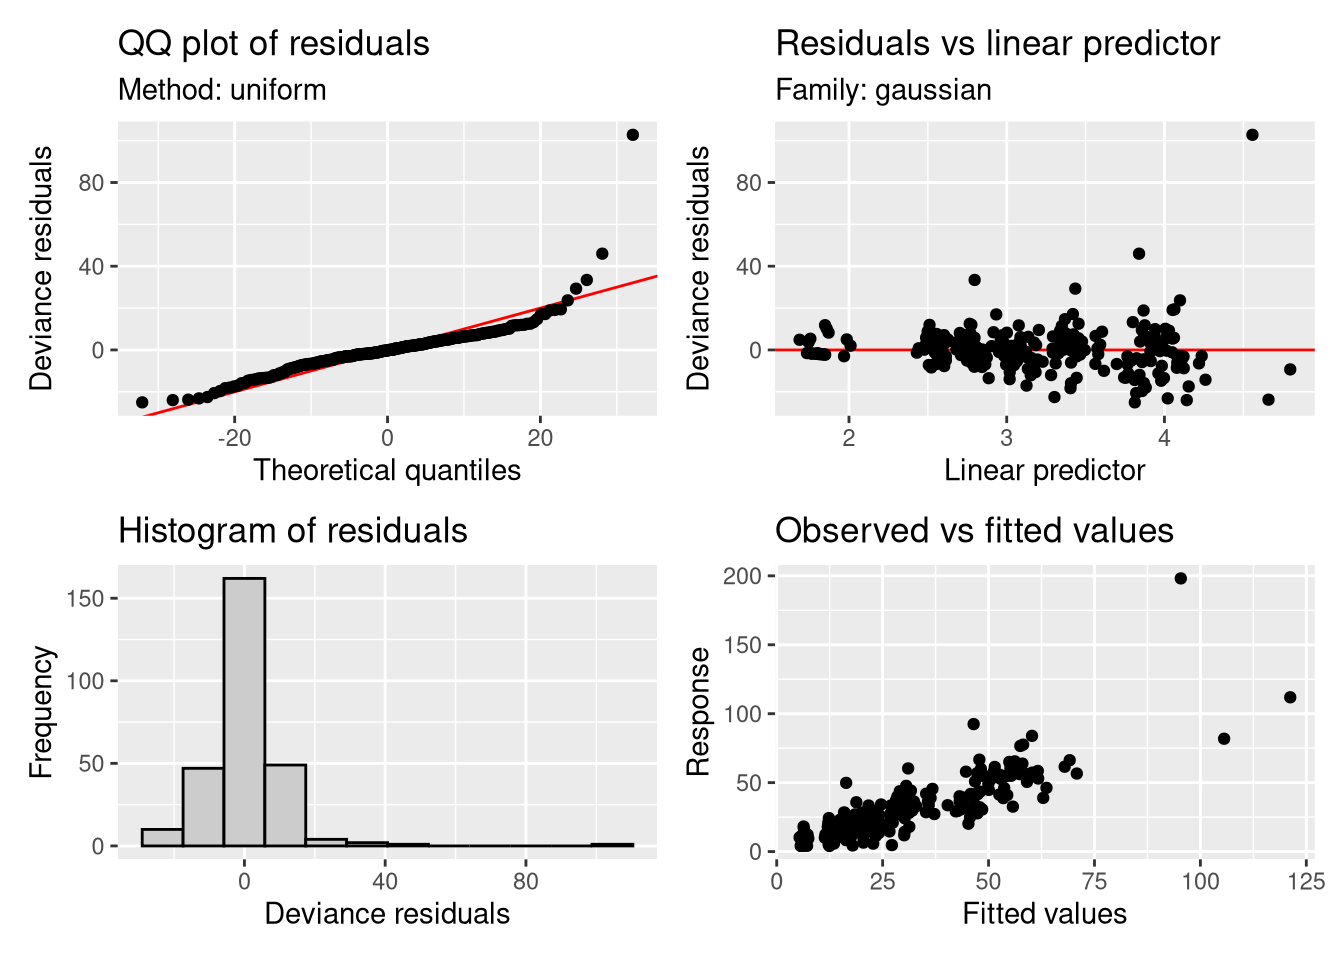 QQ plot of residuals
Method: uniform
Deviance residuals
80
40
0
-20
0
20
Theoretical quantiles
Residuals vs linear predictor
Family: gaussian
Deviance residuals
80
40
0
2
3
4
Linear predictor
Histogram of residuals
Frequency
150
100
50
0
0
40
80
Deviance residuals
Observed vs fitted values
Response
200
150
100
50
0
0
25
50
75
100
125
Fitted values